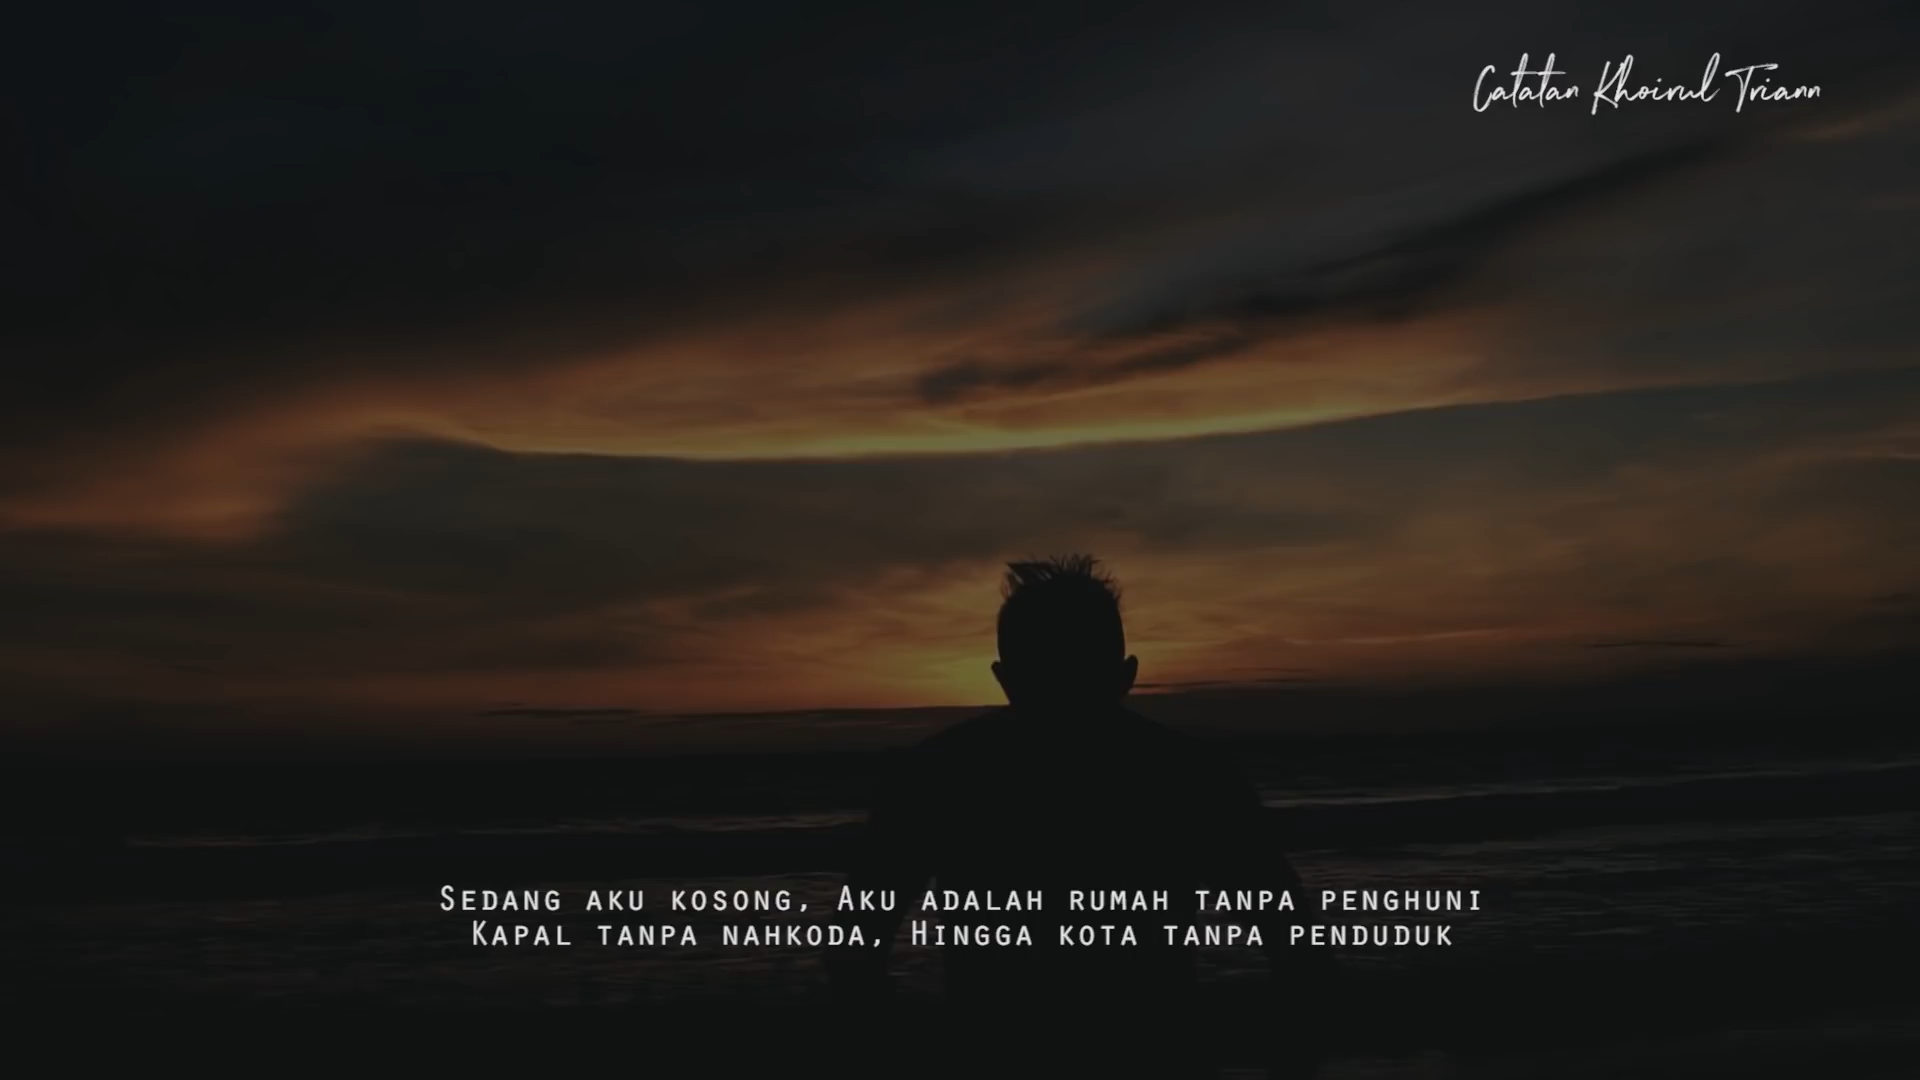 Catatan Khoirul Triann
Sedang aku kosong, Aku adalah rumah tanpa penghuni
Kapal tanpa nahkoda, Hingga kota tanpa penduduk